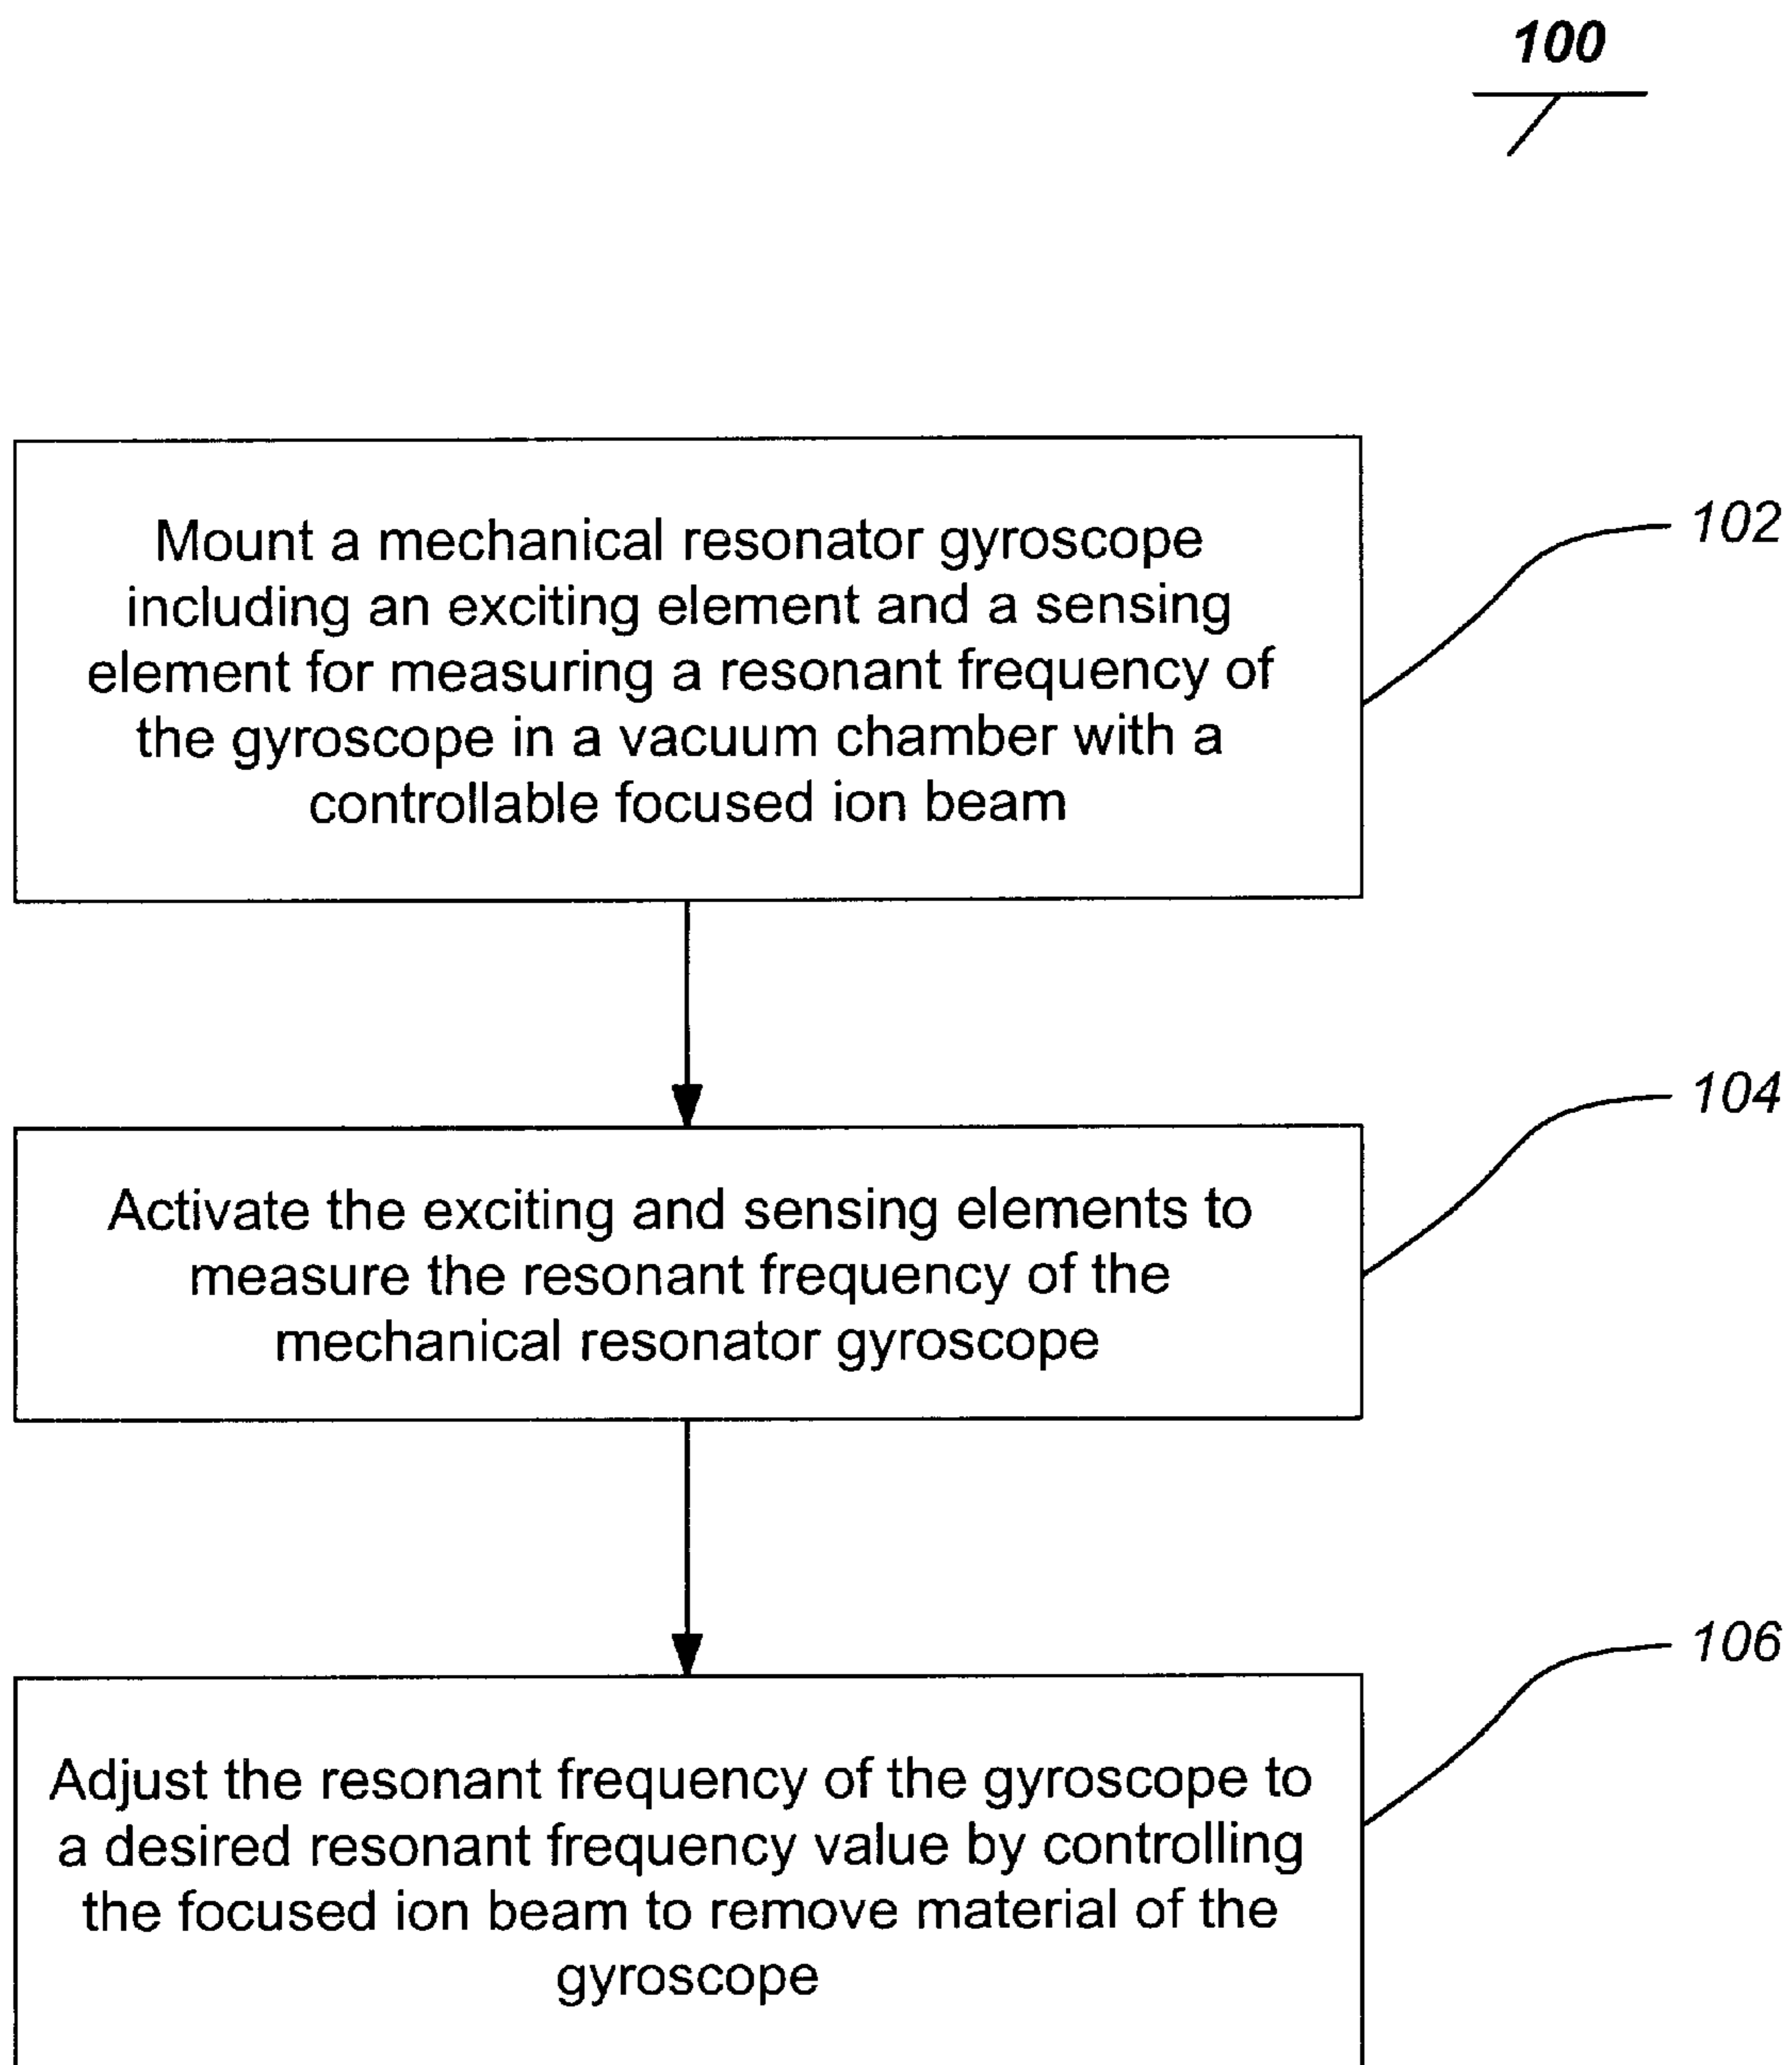 100
Mount a mechanical resonator gyroscope
including an exciting element and a sensing
element for measuring a resonant frequency of
the gyroscope in a vacuum chamber with a
controllable focused ion beam
102
Activate the exciting and sensing elements to
measure the resonant frequency of the
mechanical resonator gyroscope
104
Adjust the resonant frequency of the gyroscope to
a desired resonant frequency value by controlling
the focused ion beam to remove material of the
gyroscope
106